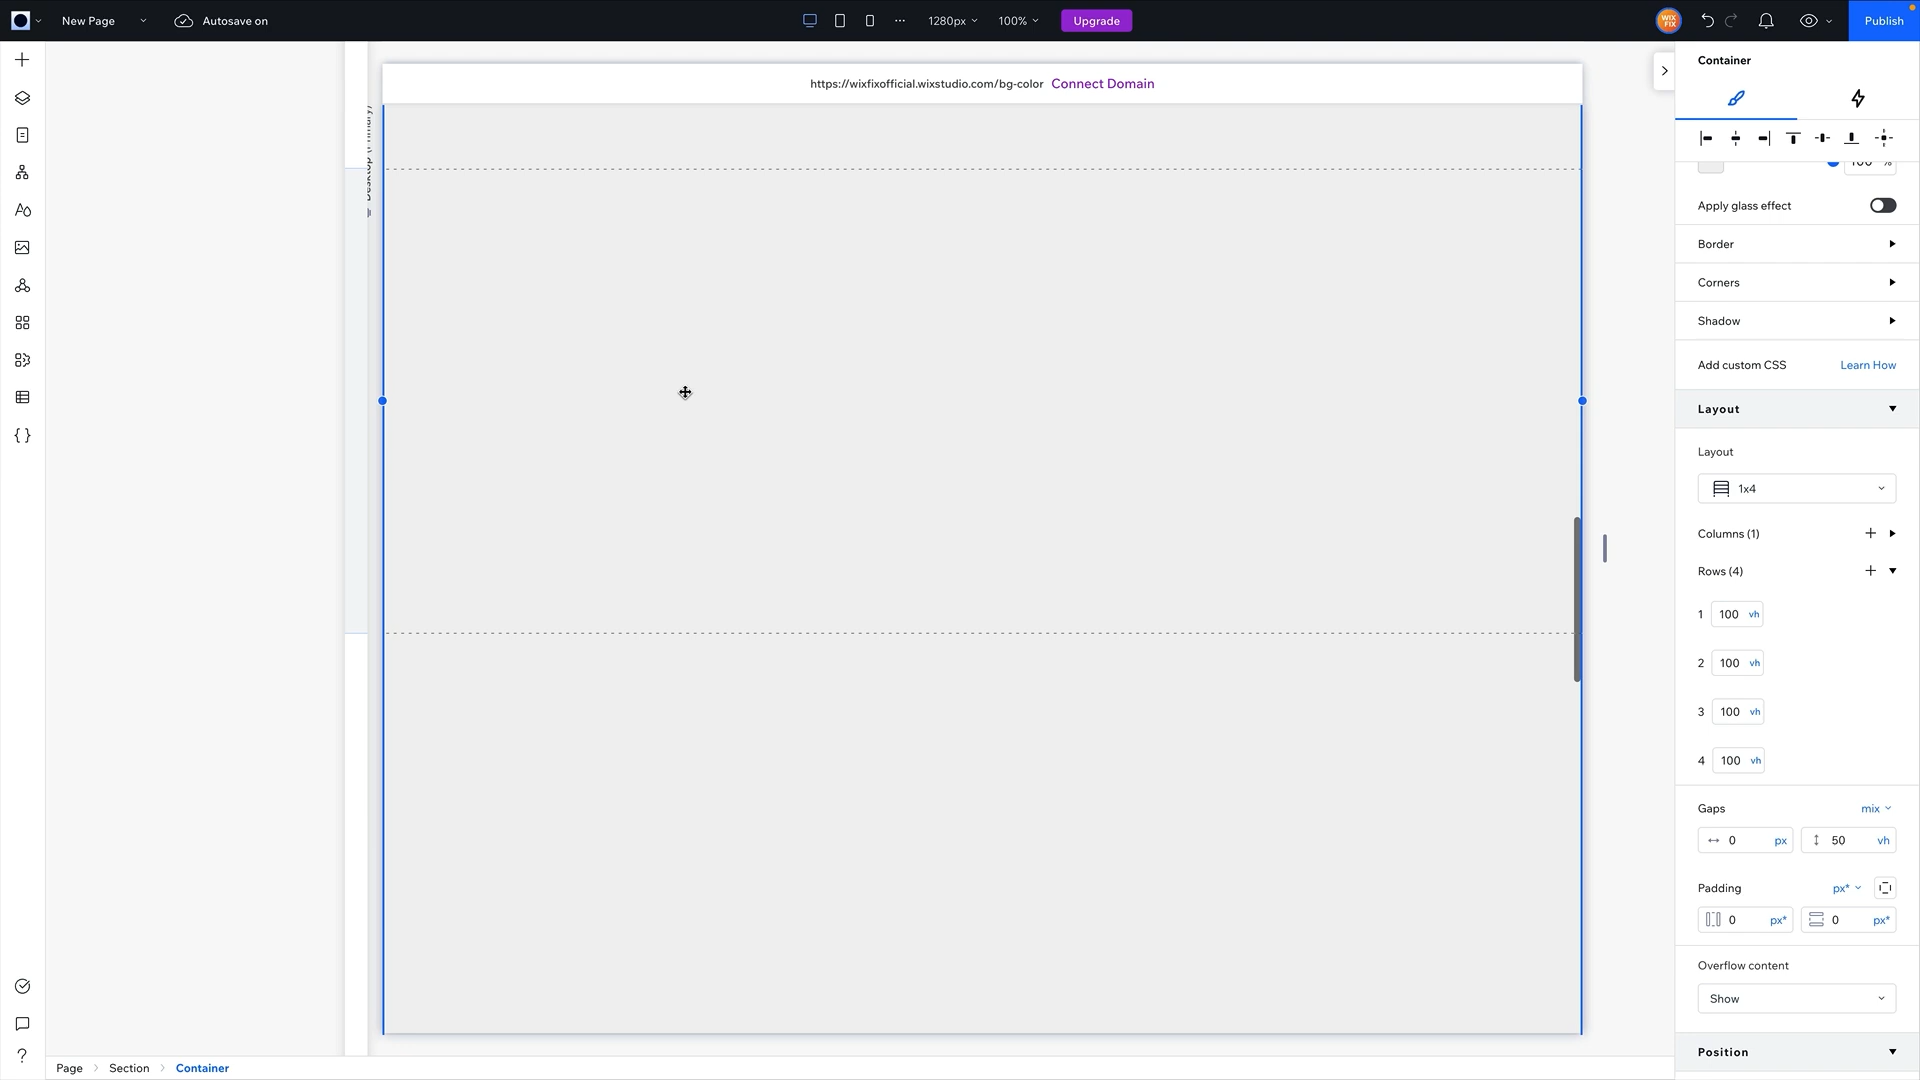 New Page
Autosave on
1280px
100%
Upgrade
WIX FIX
Publish
https://wixfixofficial.wixstudio.com/bg-color Connect Domain
Container
100 %
Apply glass effect
Border
Corners
Shadow
Add custom CSS Learn How
Layout
Layout
1x4
Columns (1)
Rows (4)
1 100 vh
2 100 vh
3 100 vh
4 100 vh
Gaps mix
0 px 50 vh
Padding px*
0 px* 0 px*
Overflow content
Show
Position
Page Section Container